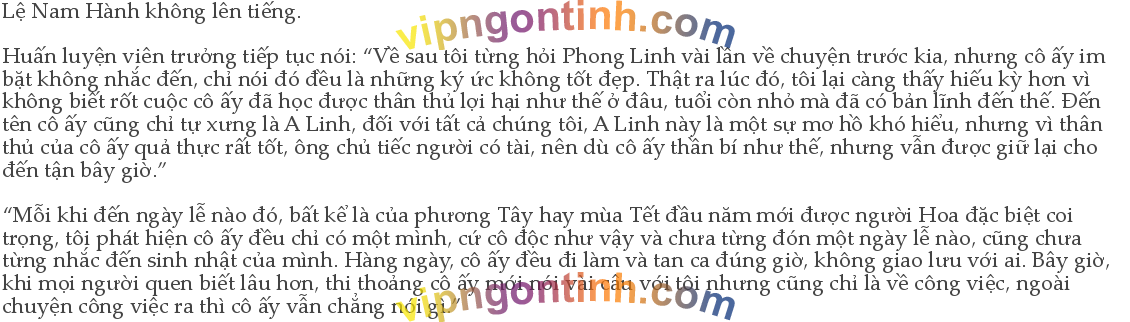 Lệ Nam Hành không lên tiếng.
vipngontinh.com
Huấn luyện viên trưởng tiếp tục nói: “Về sau tôi từng hỏi Phong Linh vài lần về chuyện trước kia, nhưng cô ấy im
bặt không nhắc đến, chỉ nói đó đều là những ký ức không tốt đẹp. Thật ra lúc đó, tôi lại càng thấy hiếu kỳ hơn vì
không biết rốt cuộc cô ấy đã học được thân thủ lợi hại như thế ở đâu, tuổi còn nhỏ mà đã có bản lĩnh đến thế. Đến
tên cô ấy cũng chỉ tự xưng là A Linh, đối với tất cả chúng tôi, A Linh này là một sự mơ hồ khó hiểu, nhưng vì thân
thủ của cô ấy quả thực rất tốt, ông chủ tiếc người có tài, nên dù cô ấy thần bí như thế, nhưng vẫn được giữ lại cho
đến tận bây giờ.”
“Mỗi khi đến ngày lễ nào đó, bất kể là của phương Tây hay mùa Tết đầu năm mới được người Hoa đặc biệt coi
trọng, tôi phát hiện cô ấy đều chỉ có một mình, cứ cô độc như vậy và chưa từng đón một ngày lễ nào, cũng chưa
từng nhắc đến sinh nhật của mình. Hàng ngày, cô ấy đều đi làm và tan ca đúng giờ, không giao lưu với ai. Bây giờ,
khi mọi người quen biết lâu hơn, thi thoảng cô ấy mới nói vài câu với tôi nhưng cũng chỉ là về công việc, ngoài
chuyện công việc ra thì cô ấy vẫn chẳng nói gì.”
vipngontinh.com